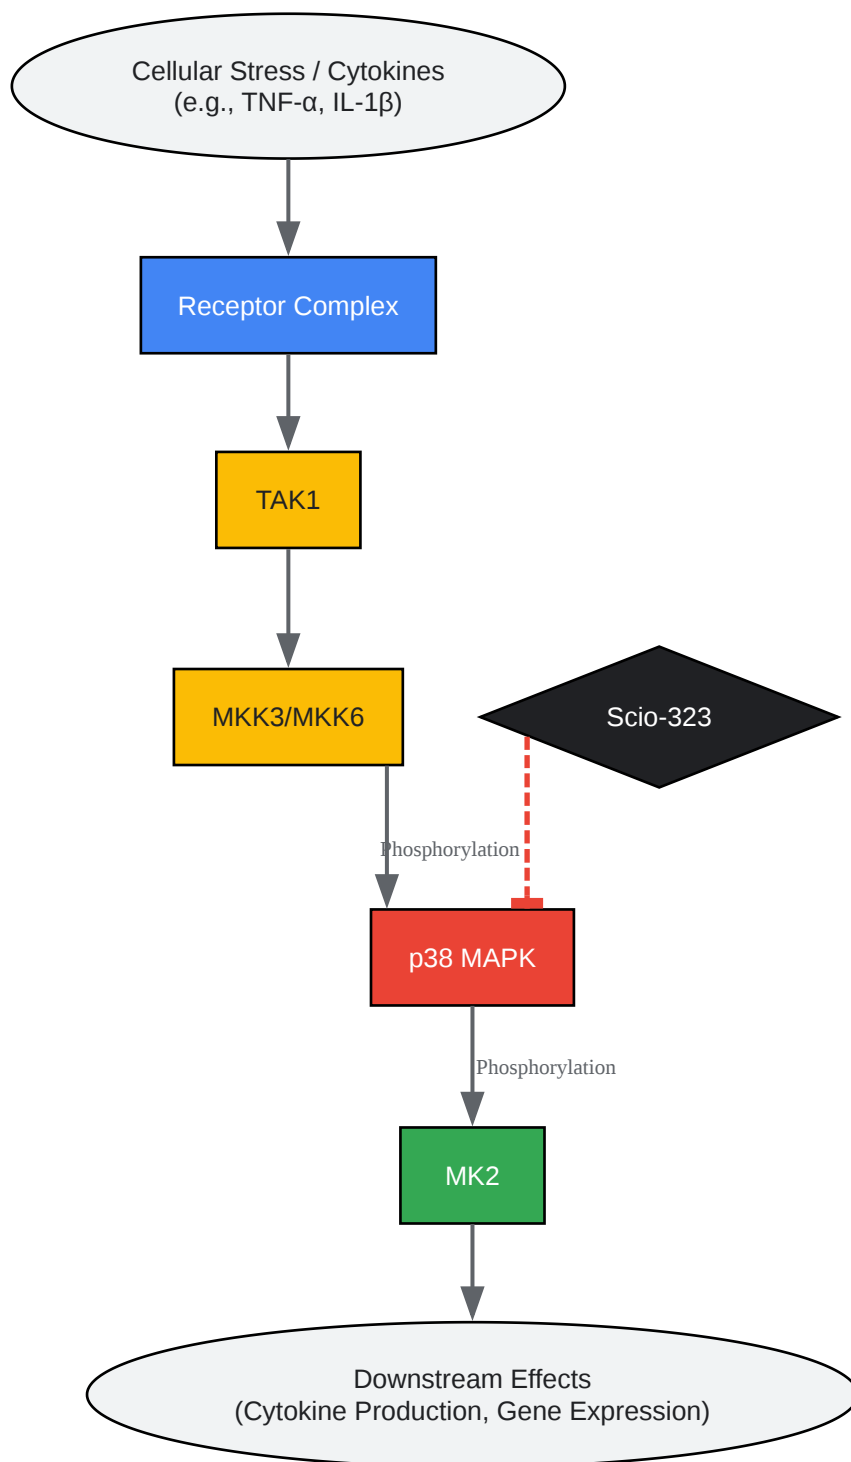 Cellular Stress / Cytokines
(e.g., TNF-α, IL-1β)
Receptor Complex
TAK1
MKK3/MKK6
Scio-323
Phosphorylation
p38 MAPK
Phosphorylation
MK2
Downstream Effects
(Cytokine Production, Gene Expression)